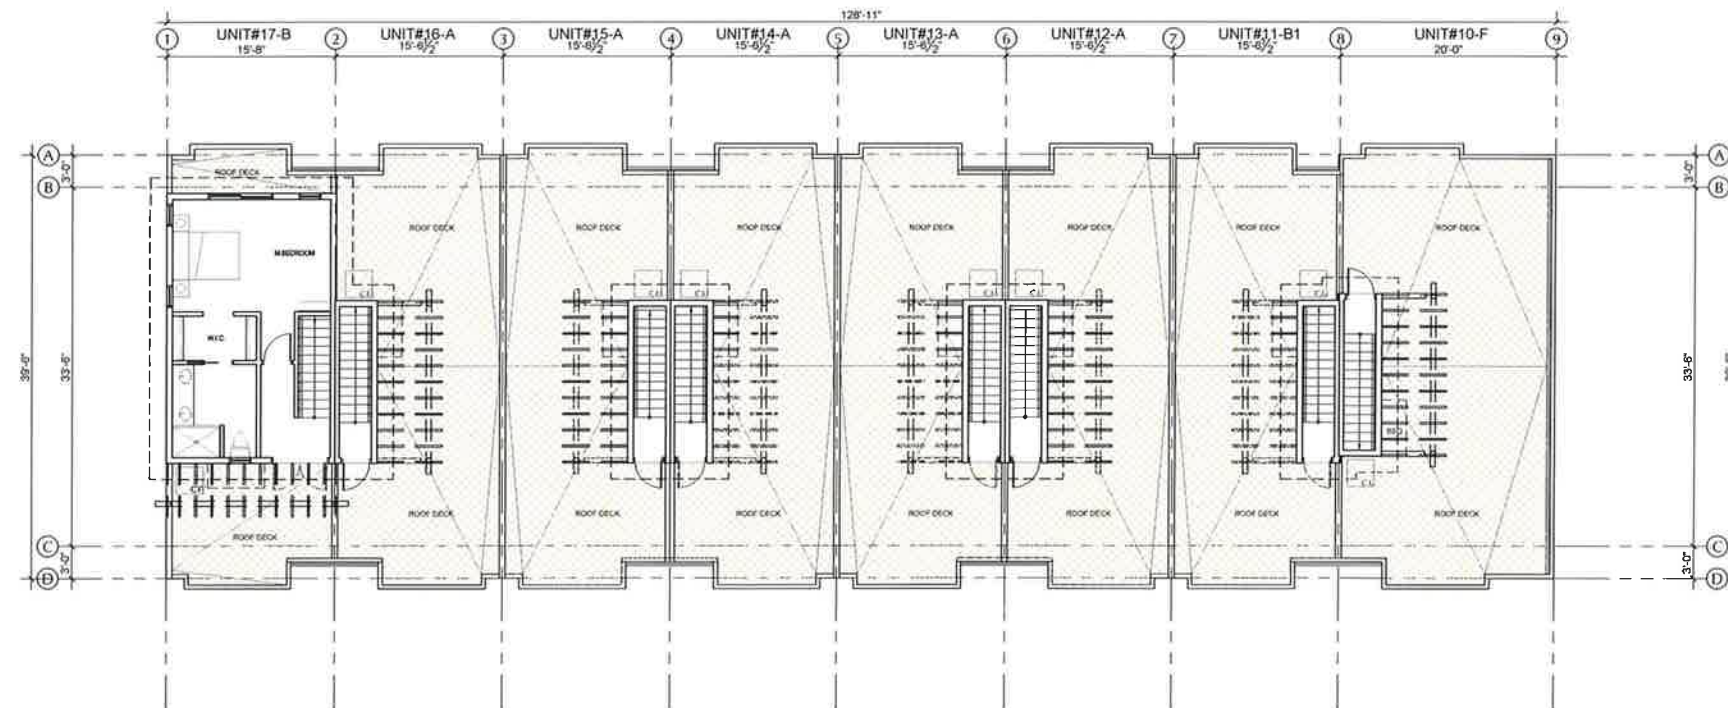 128'-11"
UNIT#17-B UNIT#16-A UNIT#15-A UNIT#14-A UNIT#13-A UNIT#12-A UNIT#11-B1 UNIT#10-F
1 2 3 4 5 6 7 8 9
15'-8" 15'-6½" 15'-6½" 15'-6½" 15'-6½" 15'-6½" 15'-6½" 20'-0"
A A
3'-0" 3'-0"
ROOF DECK
B B
ROOF DECK ROOF DECK ROOF DECK ROOF DECK ROOF DECK ROOF DECK ROOF DECK
M.BEDROOM
W.I.C.
39'-6" 33'-6" 33'-6"
ROOF DECK ROOF DECK ROOF DECK ROOF DECK ROOF DECK ROOF DECK ROOF DECK
ROOF DECK
C C
3'-0" 3'-0"
D D